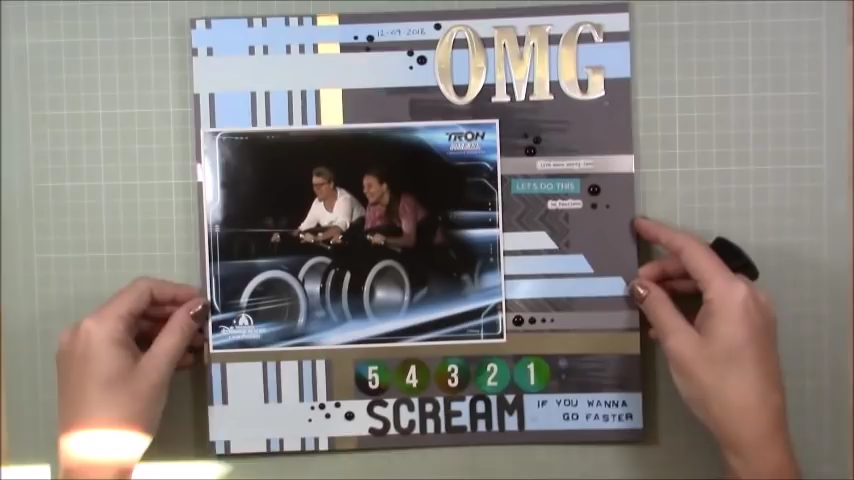 12-09-2018
OMG
TRON
LET'S DO THIS
5 4 3 2 1
SCREAM
IF YOU WANNA
GO FASTER